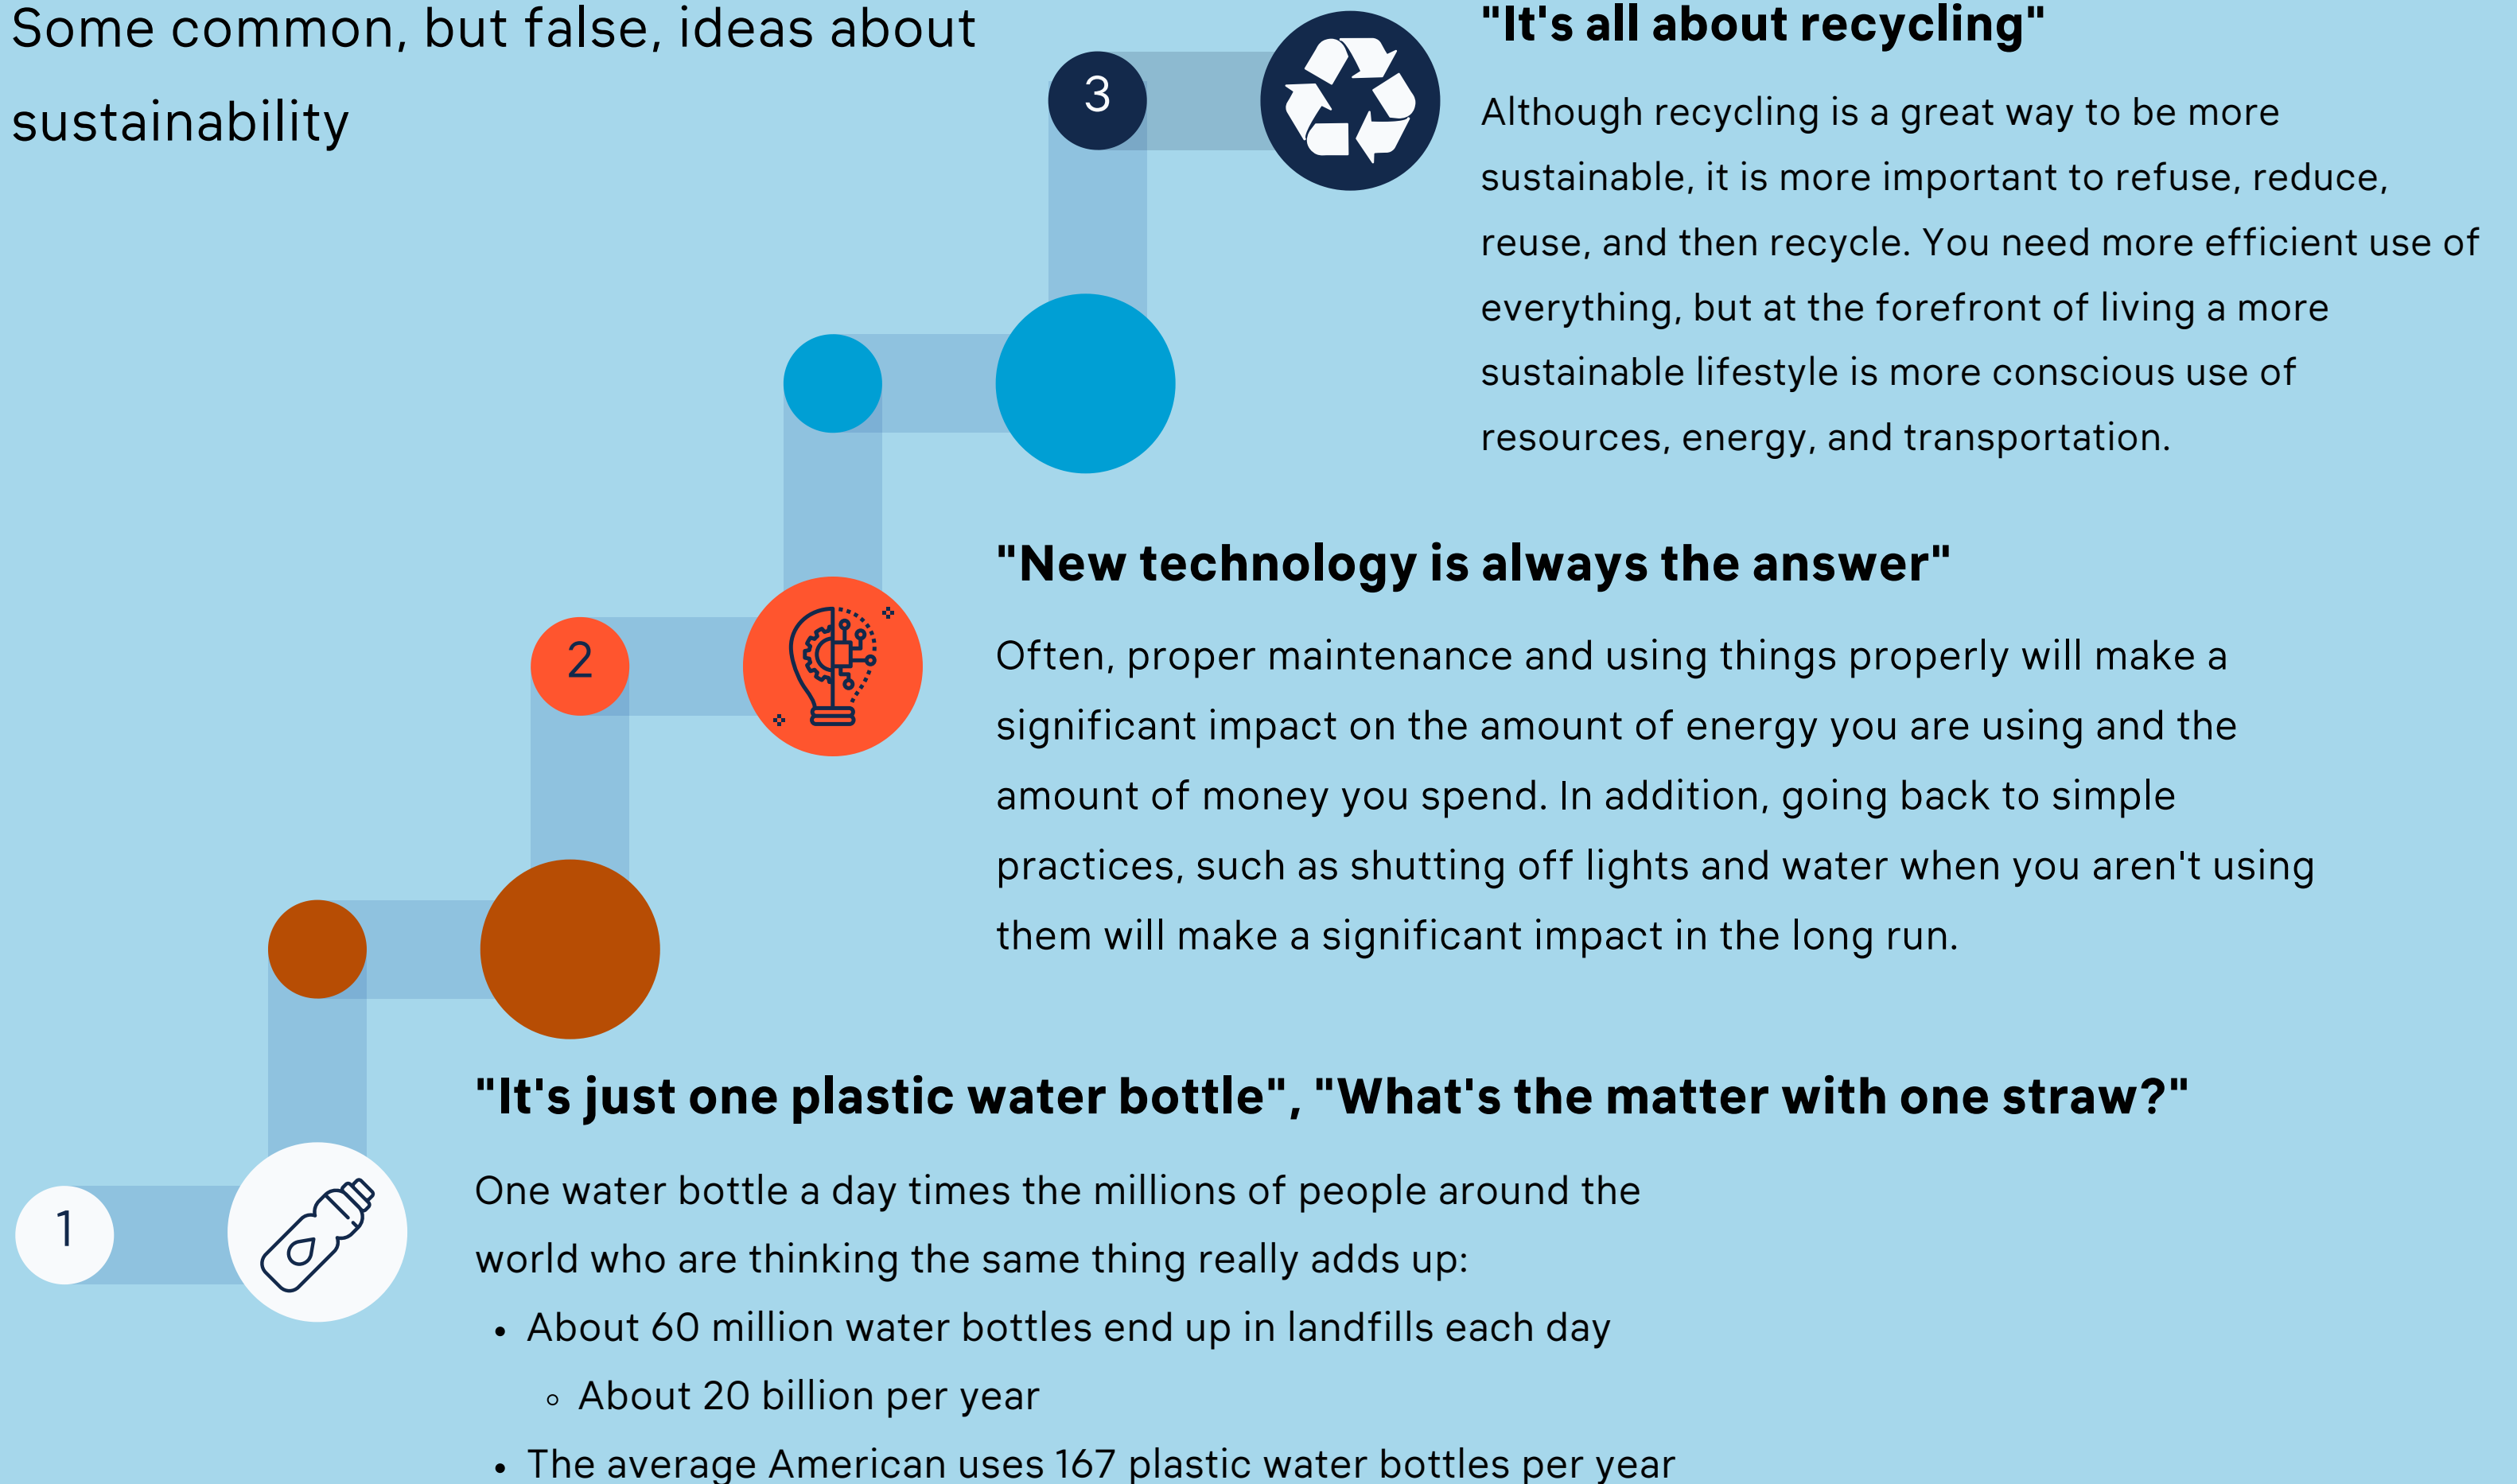 Some common, but false, ideas about
sustainability
3
"It's all about recycling"
Although recycling is a great way to be more
sustainable, it is more important to refuse, reduce,
reuse, and then recycle. You need more efficient use of
everything, but at the forefront of living a more
sustainable lifestyle is more conscious use of
resources, energy, and transportation.
2
"New technology is always the answer"
Often, proper maintenance and using things properly will make a
significant impact on the amount of energy you are using and the
amount of money you spend. In addition, going back to simple
practices, such as shutting off lights and water when you aren't using
them will make a significant impact in the long run.
1
"It's just one plastic water bottle", "What's the matter with one straw?"
One water bottle a day times the millions of people around the
world who are thinking the same thing really adds up:
• About 60 million water bottles end up in landfills each day
◦ About 20 billion per year
• The average American uses 167 plastic water bottles per year